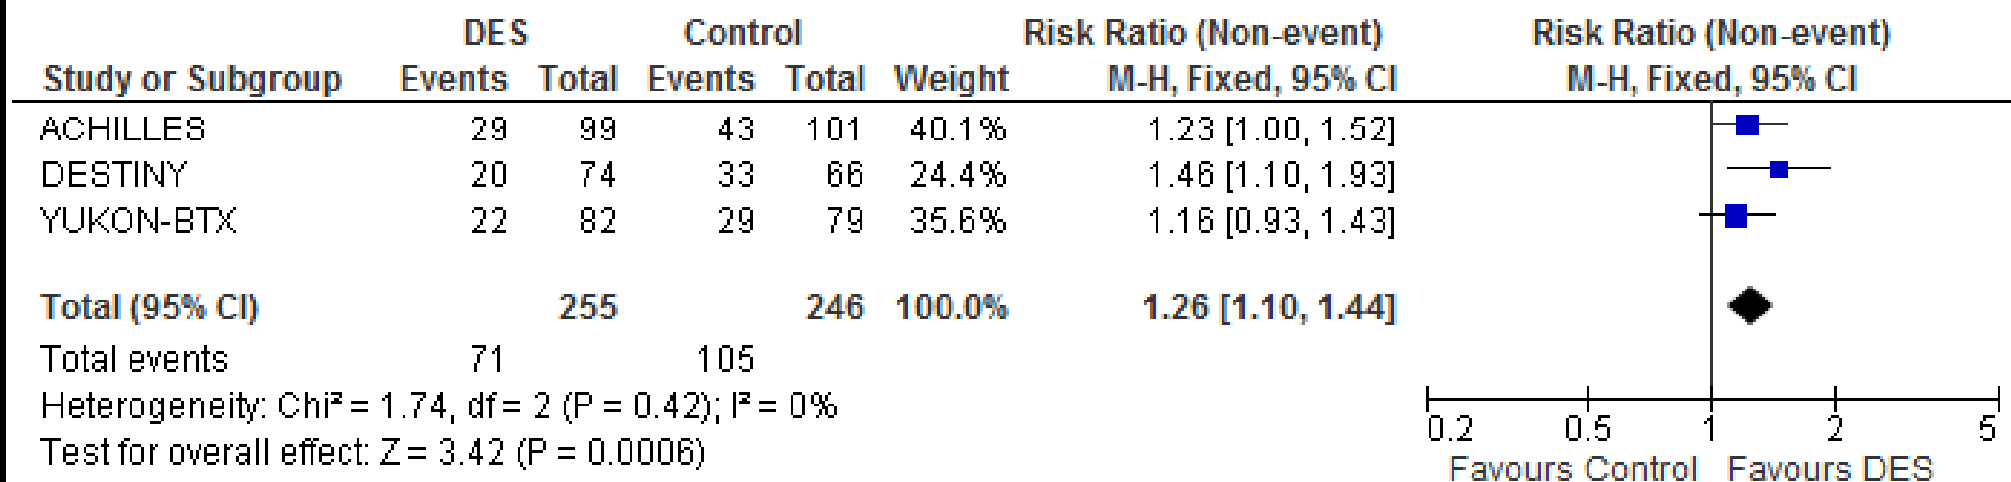 DES Control Risk Ratio (Non-event) Risk Ratio (Non-event)
Study or Subgroup Events Total Events Total Weight M-H, Fixed, 95% CI M-H, Fixed, 95% CI
ACHILLES 29 99 43 101 40.1% 1.23 [1.00, 1.52]
DESTINY 20 74 33 66 24.4% 1.46 [1.10, 1.93]
YUKON-BTX 22 82 29 79 35.6% 1.16 [0.93, 1.43]
Total (95% CI) 255 246 100.0% 1.26 [1.10, 1.44]
Total events 71 105
Heterogeneity: Chi² = 1.74, df = 2 (P = 0.42); I² = 0%
Test for overall effect: Z = 3.42 (P = 0.0006)
0.2 0.5 1 2 5
Favours Control Favours DES